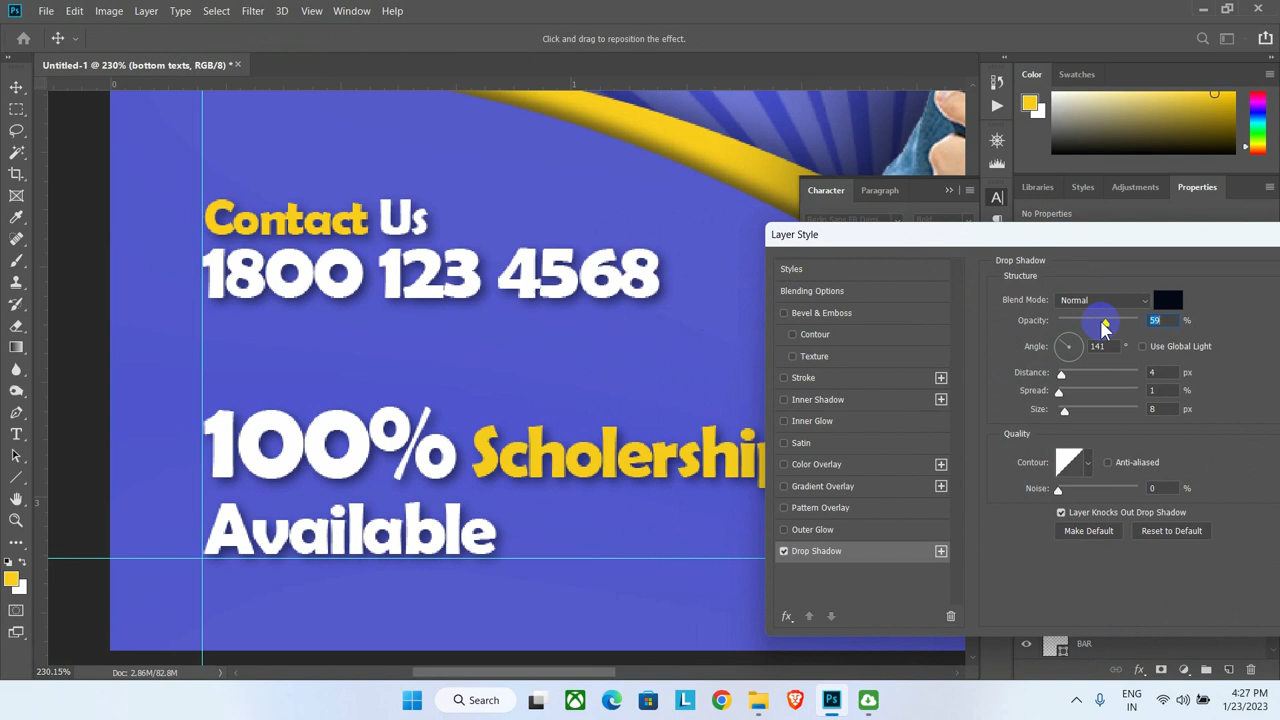 File Edit Image Layer Type Select Filter 3D View Window Help
Click and drag to reposition the effect.
Untitled-1 @ 230% (bottom texts, RGB/8) *
0 1
Color Swatches
Character Paragraph
Libraries Styles Adjustments Properties
No Properties
Contact Us
1800 123 4568
100% Scholership
Available
3
Layer Style
Styles
Blending Options
Bevel & Emboss
Contour
Texture
Stroke
Inner Shadow
Inner Glow
Satin
Color Overlay
Gradient Overlay
Pattern Overlay
Outer Glow
Drop Shadow
Drop Shadow
Structure
Blend Mode: Normal
Opacity: 59 %
Angle: 141 ° Use Global Light
Distance: 4 px
Spread: 1 %
Size: 8 px
Quality
Contour: Anti-aliased
Noise: 0 %
Layer Knocks Out Drop Shadow
Make Default Reset to Default
fx
BAR
230.15% Doc: 2.86M/82.8M
fx
Search
L
Ps
ENG
IN
4:27 PM
1/23/2023